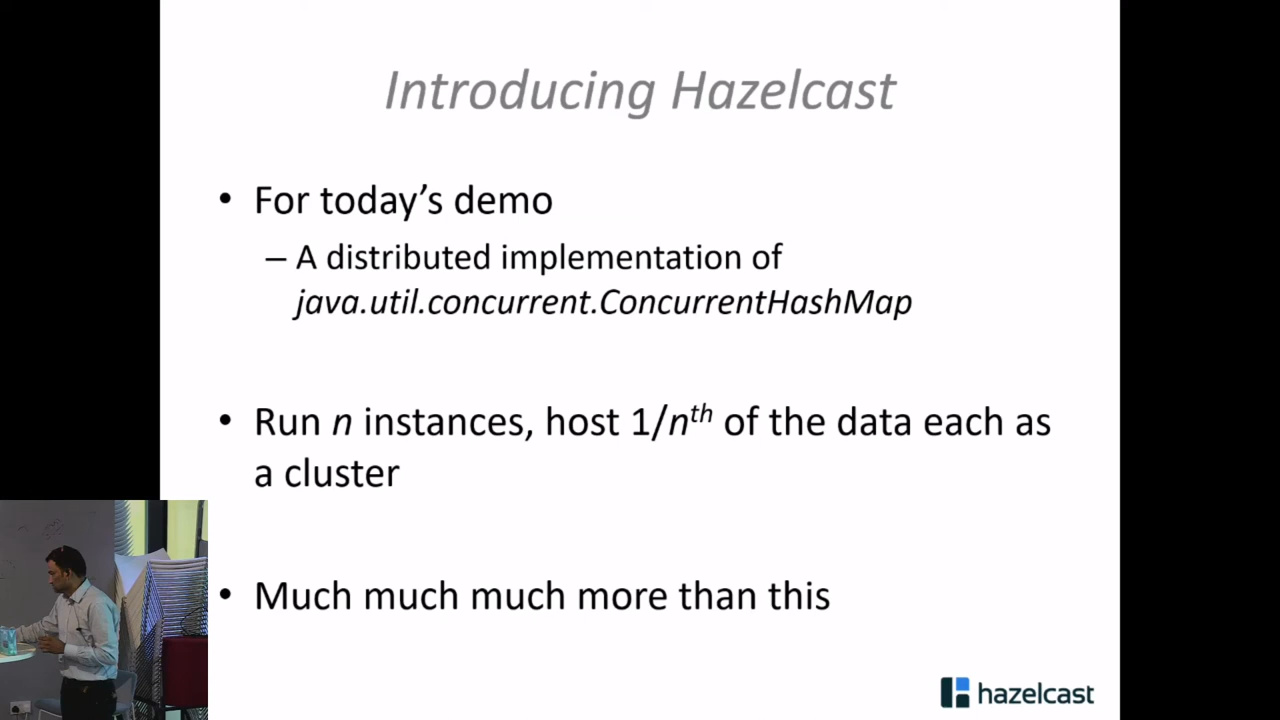 Introducing Hazelcast
• For today’s demo
– A distributed implementation of
java.util.concurrent.ConcurrentHashMap
• Run n instances, host 1/nth of the data each as
a cluster
• Much much much more than this
hazelcast